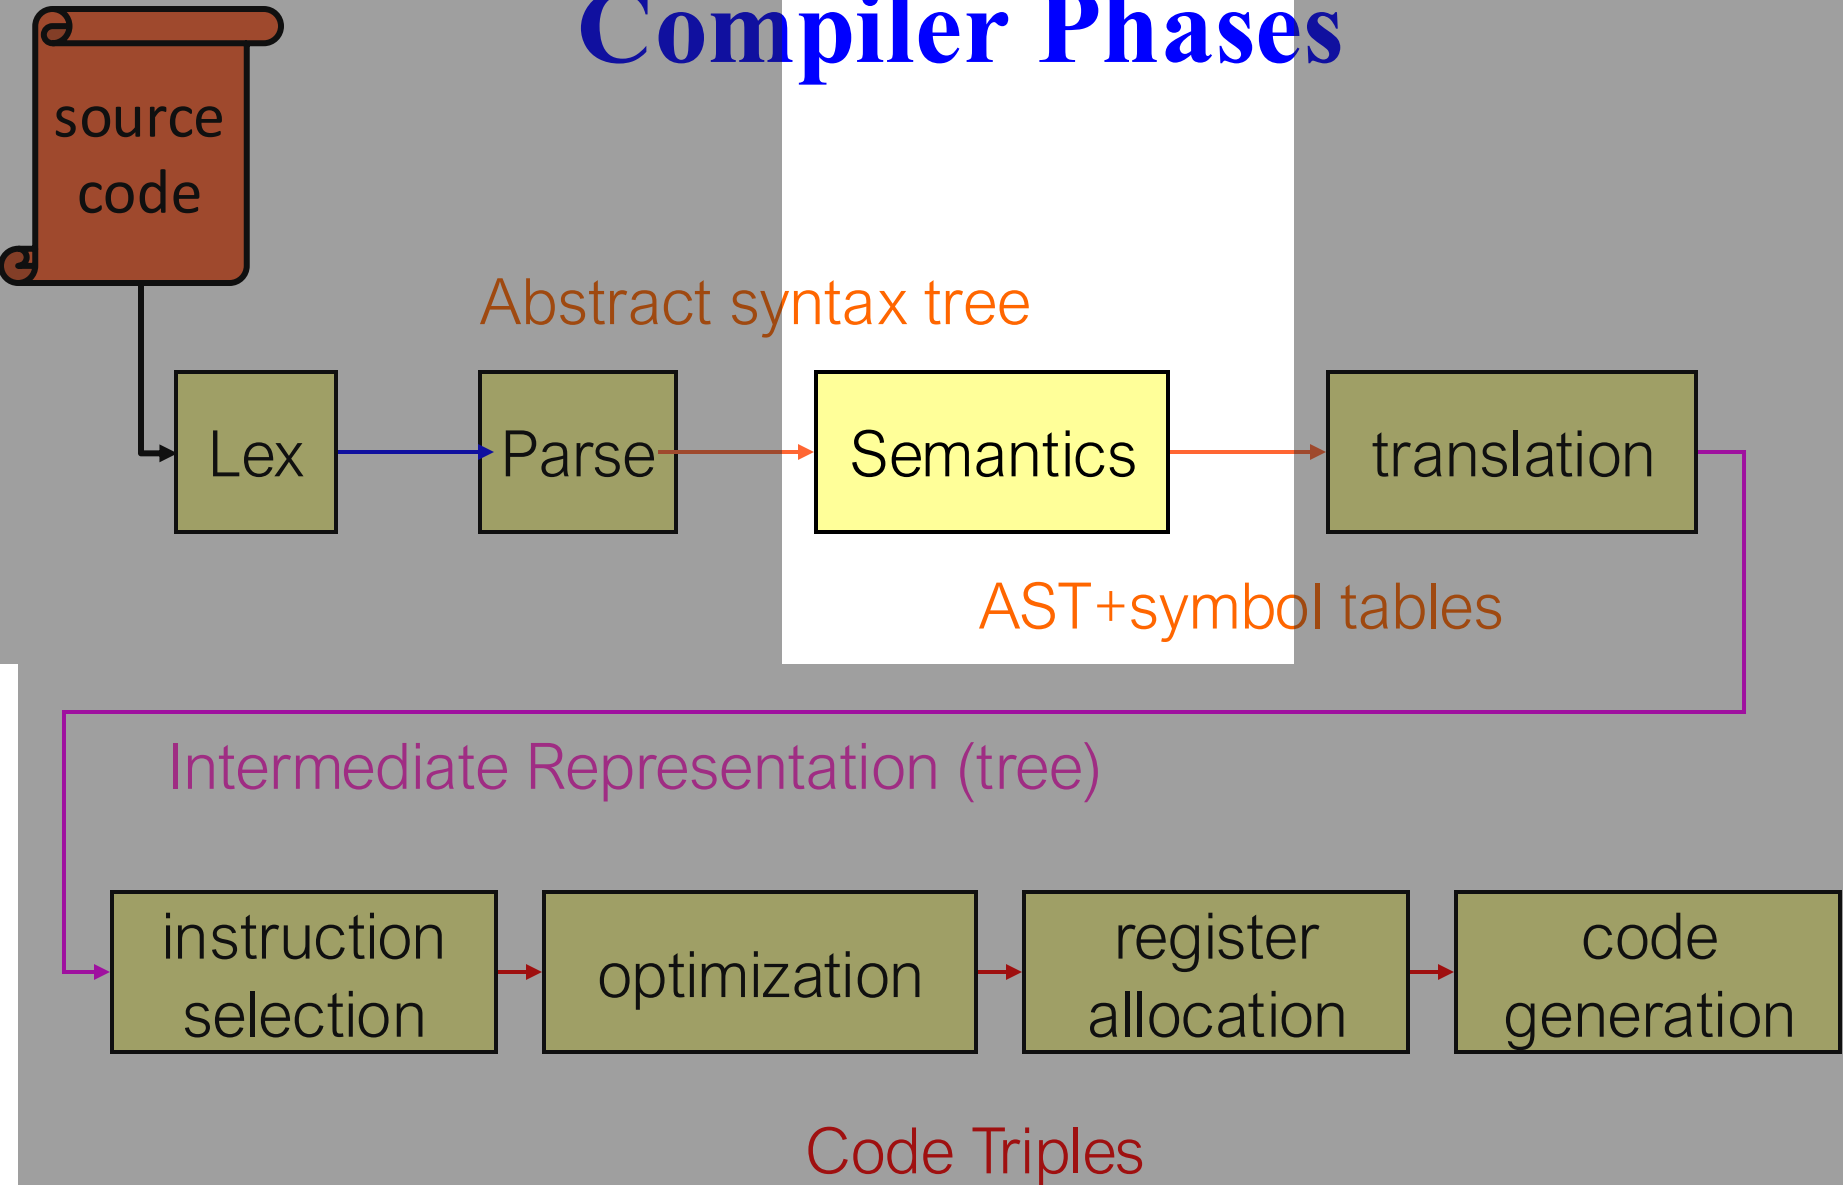 Compiler Phases
source
code
Abstract syntax tree
Lex
Parse
Semantics
translation
AST+symbol tables
Intermediate Representation (tree)
instruction
selection
optimization
register
allocation
code
generation
Code Triples